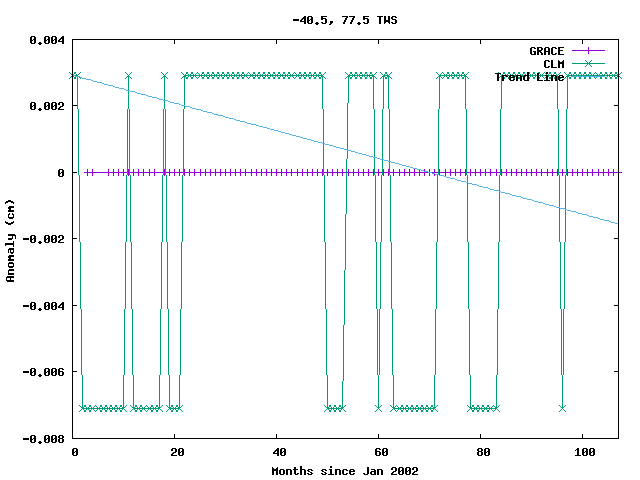 -40.5, 77.5 TWS
GRACE
CLM
Trend Line
0.004
0.002
0
-0.002
-0.004
-0.006
-0.008
Anomaly (cm)
0 20 40 60 80 100
Months since Jan 2002